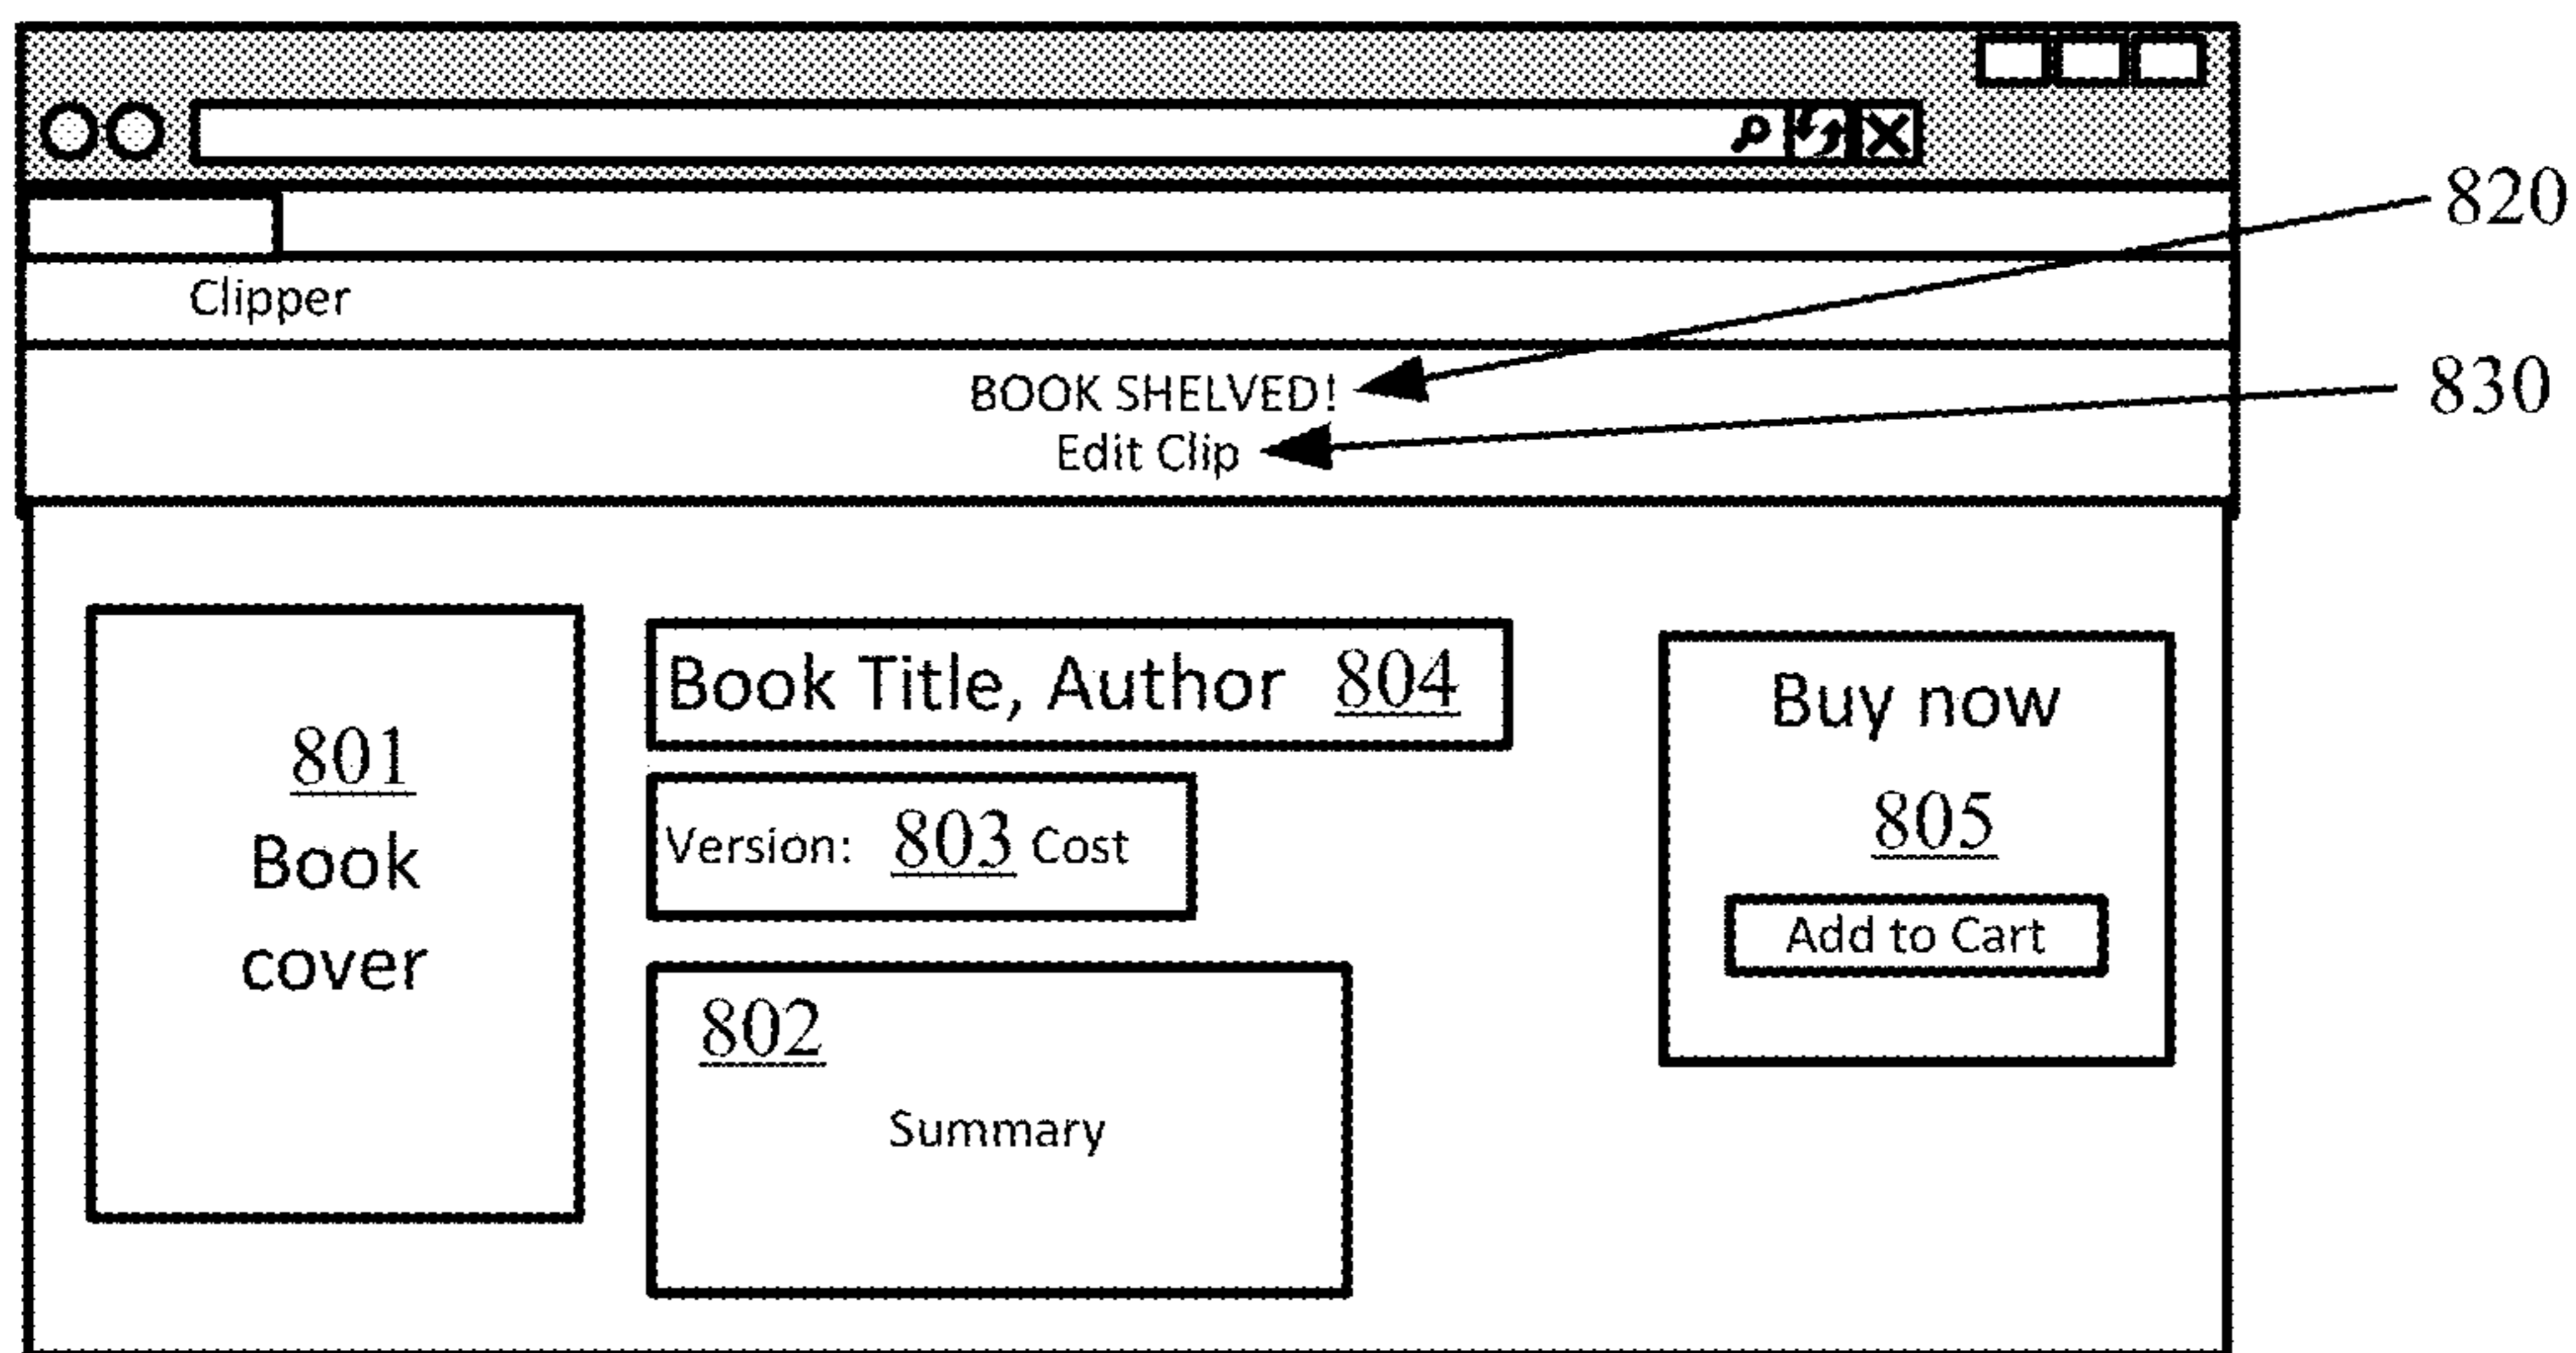 820
Clipper
BOOK SHELVED!
830
Edit Clip
801
Book
cover
Book Title, Author 804
Version: 803 Cost
802
Summary
Buy now
805
Add to Cart